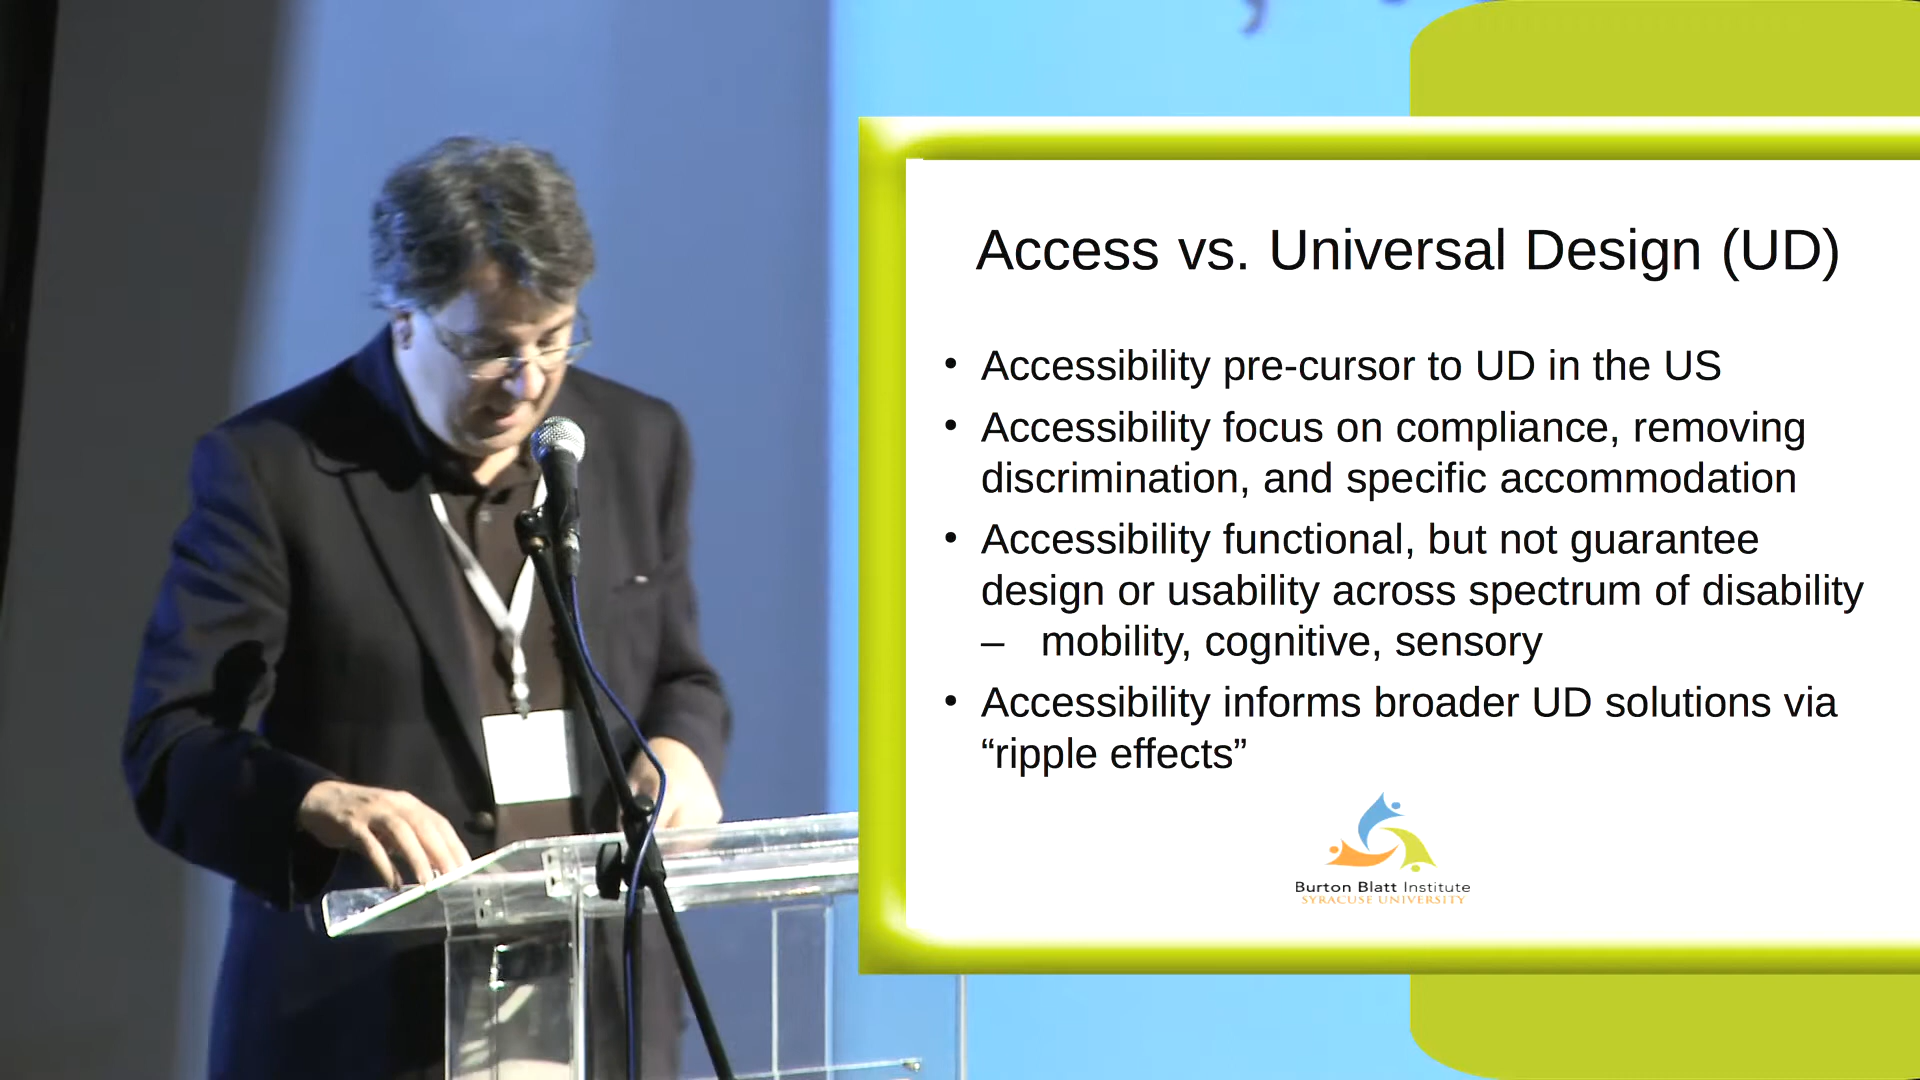 Access vs. Universal Design (UD)
• Accessibility pre-cursor to UD in the US
• Accessibility focus on compliance, removing
discrimination, and specific accommodation
• Accessibility functional, but not guarantee
design or usability across spectrum of disability
– mobility, cognitive, sensory
• Accessibility informs broader UD solutions via
“ripple effects”
Burton Blatt Institute
SYRACUSE UNIVERSITY